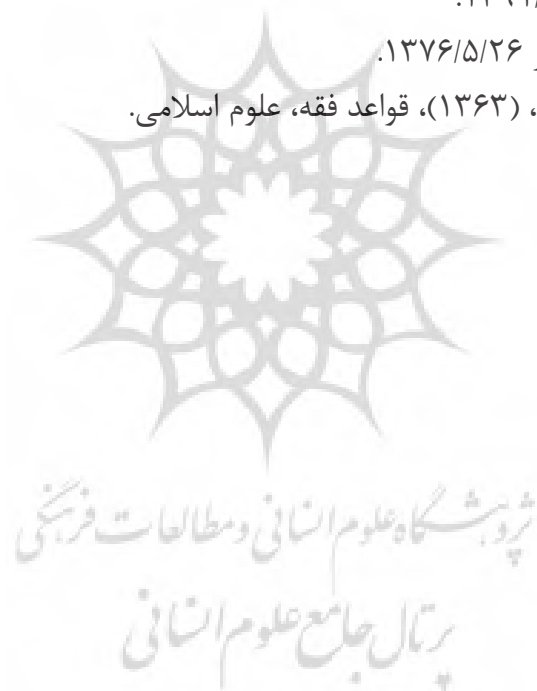 ر ۱۳۷۶/۵/۲۶.
، (۱۳۶۳)، قواعد فقه، علوم اسلامی.
پژوهشگاه علوم انسانی و مطالعات فرهنگی
پرتال جامع علوم انسانی